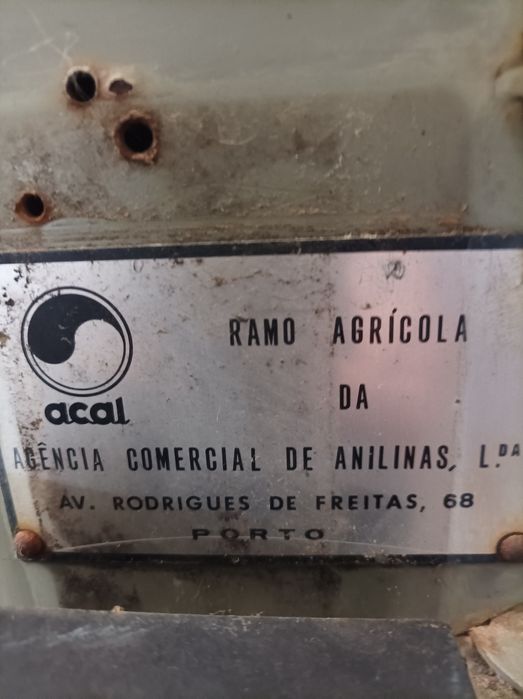 acal
RAMO AGRÍCOLA
DA
AGÊNCIA COMERCIAL DE ANILINAS, L.DA
AV. RODRIGUES DE FREITAS, 68
PORTO